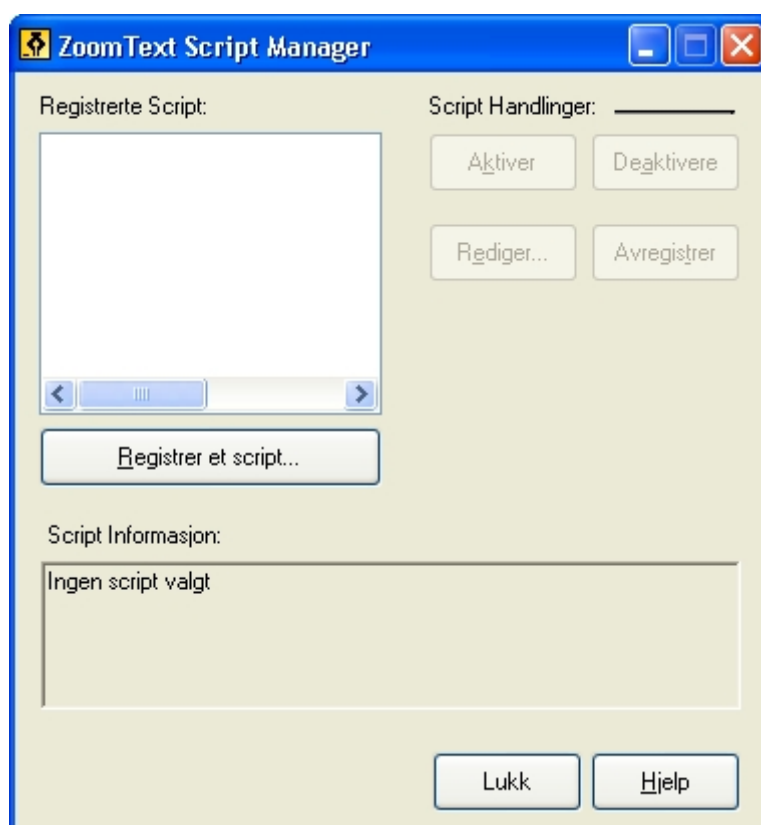 ZoomText Script Manager
Registrerte Script:
Script Handlinger:
Aktiver
Deaktivere
Rediger...
Avregistrer
Registrer et script...
Script Informasjon:
Ingen script valgt
Lukk
Hjelp